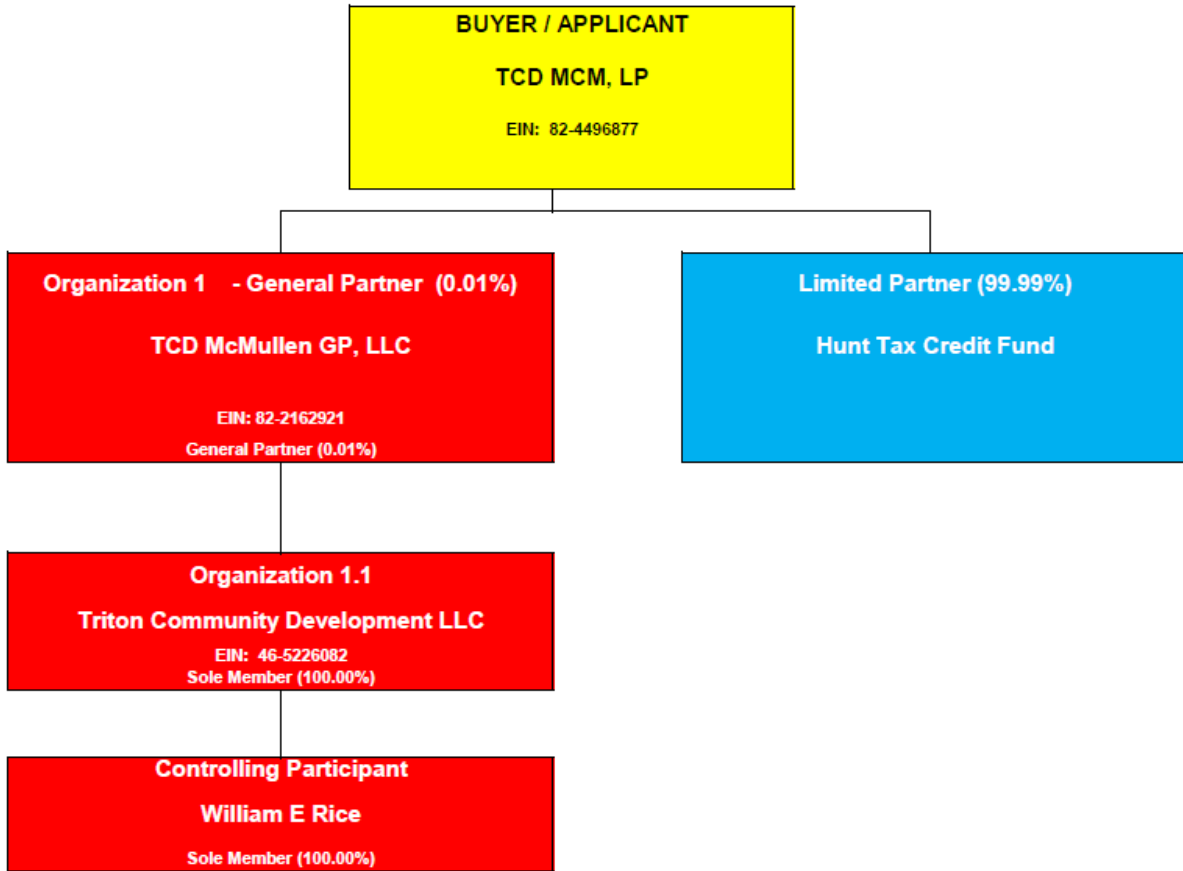 BUYER / APPLICANT
TCD MCM, LP
EIN: 82-4496877
Organization 1 - General Partner (0.01%)
TCD McMullen GP, LLC
EIN: 82-2162921
General Partner (0.01%)
Limited Partner (99.99%)
Hunt Tax Credit Fund
Organization 1.1
Triton Community Development LLC
EIN: 46-5226082
Sole Member (100.00%)
Controlling Participant
William E Rice
Sole Member (100.00%)